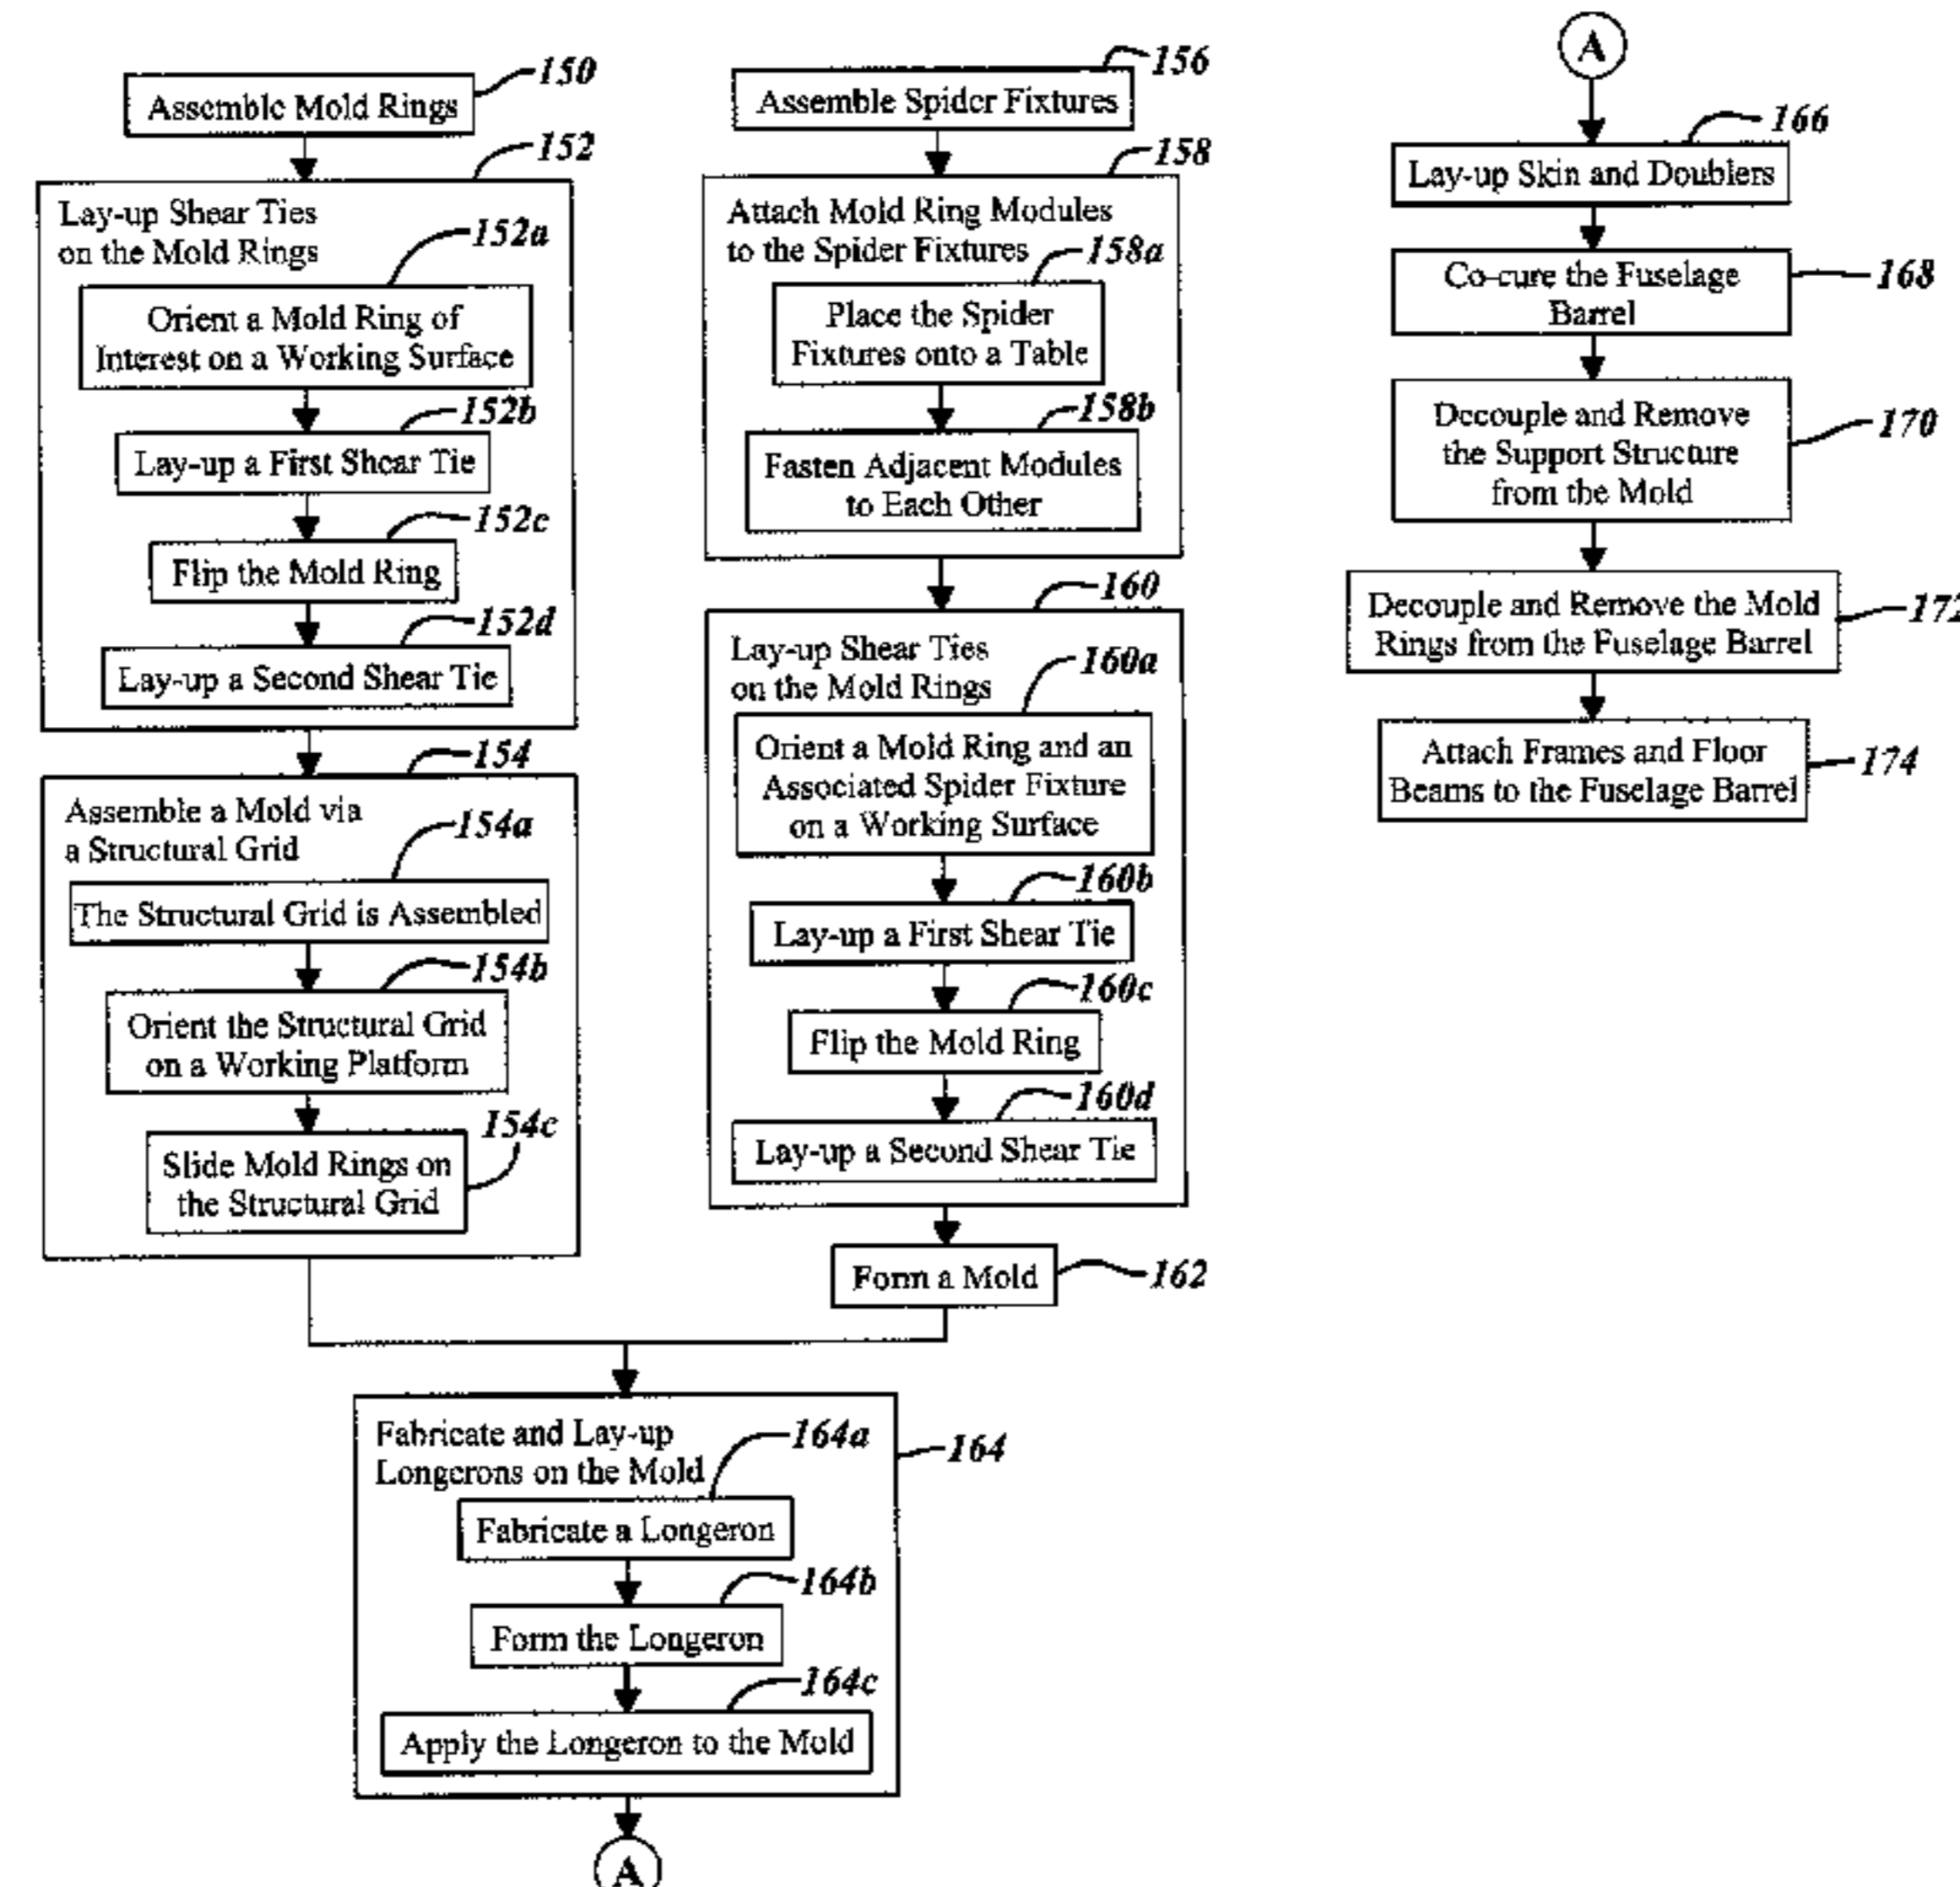 150
Assemble Mold Rings
152
Lay-up Shear Ties
on the Mold Rings
152a
Orient a Mold Ring of
Interest on a Working Surface
152b
Lay-up a First Shear Tie
152c
Flip the Mold Ring
152d
Lay-up a Second Shear Tie
154
Assemble a Mold via
a Structural Grid
154a
The Structural Grid is Assembled
154b
Orient the Structural Grid
on a Working Platform
154c
Slide Mold Rings on
the Structural Grid
156
Assemble Spider Fixtures
158
Attach Mold Ring Modules
to the Spider Fixtures
158a
Place the Spider
Fixtures onto a Table
158b
Fasten Adjacent Modules
to Each Other
160
Lay-up Shear Ties
on the Mold Rings
160a
Orient a Mold Ring and an
Associated Spider Fixture
on a Working Surface
160b
Lay-up a First Shear Tie
160c
Flip the Mold Ring
160d
Lay-up a Second Shear Tie
Form a Mold
162
Fabricate and Lay-up
Longerons on the Mold
164a
164
Fabricate a Longeron
164b
Form the Longeron
164c
Apply the Longeron to the Mold
A
A
166
Lay-up Skin and Doublers
Co-cure the Fuselage
Barrel
168
Decouple and Remove
the Support Structure
from the Mold
170
Decouple and Remove the Mold
Rings from the Fuselage Barrel
172
Attach Frames and Floor
Beams to the Fuselage Barrel
174